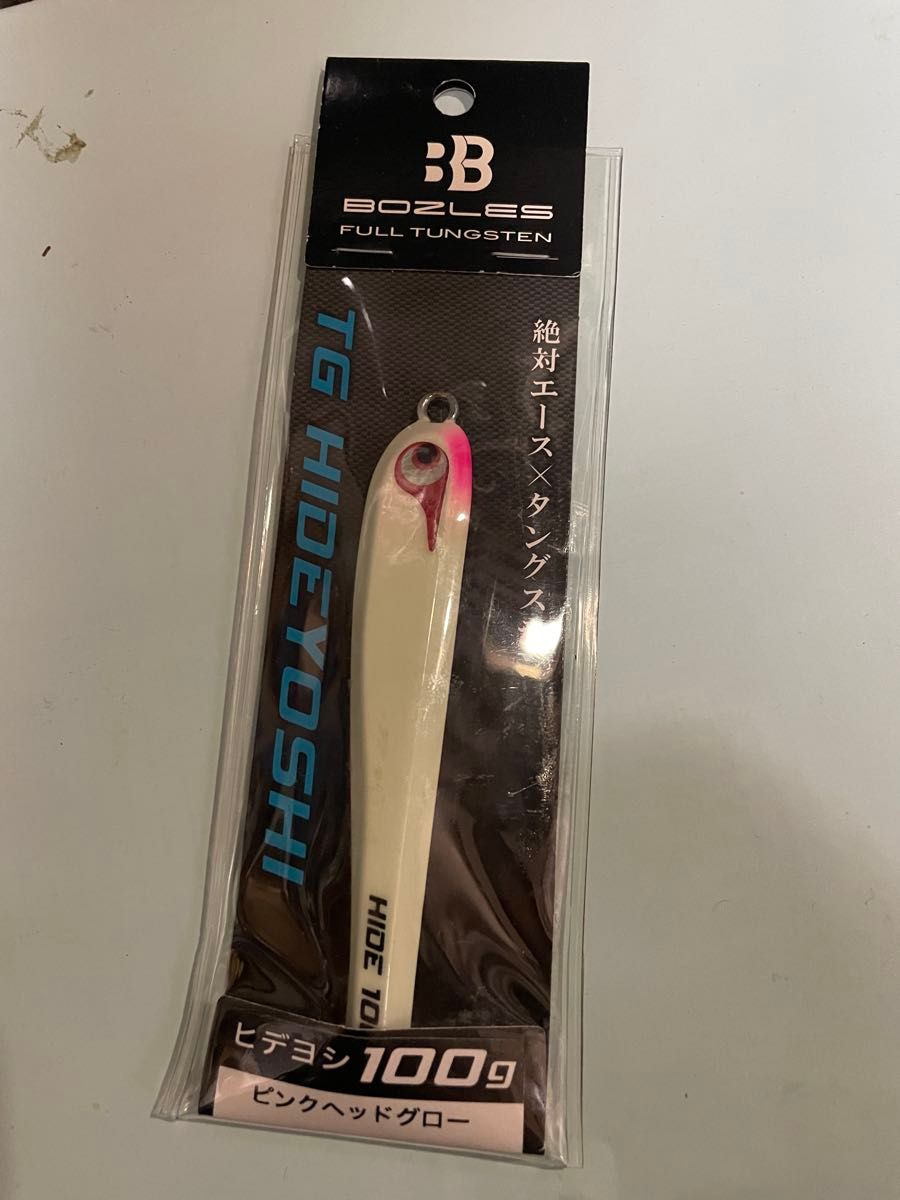 BOZLES
FULL TUNGSTEN
TG HIDEYOSHI
絶対エース×タングス
HIDE 10
ヒデヨシ 100g
ピンクヘッドグロー